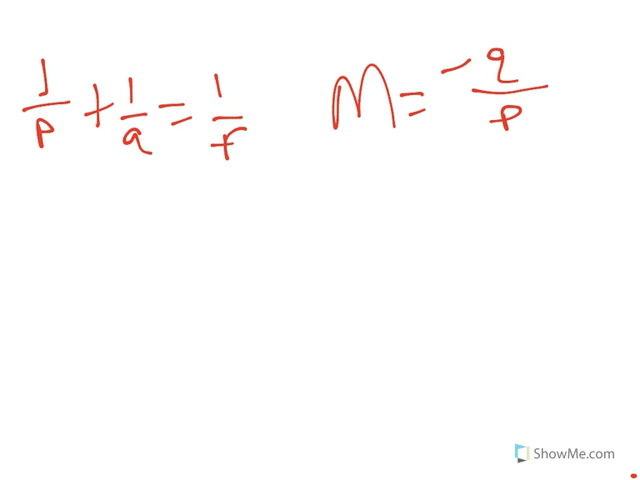 1/p + 1/q = 1/f
M = -q/p
ShowMe.com